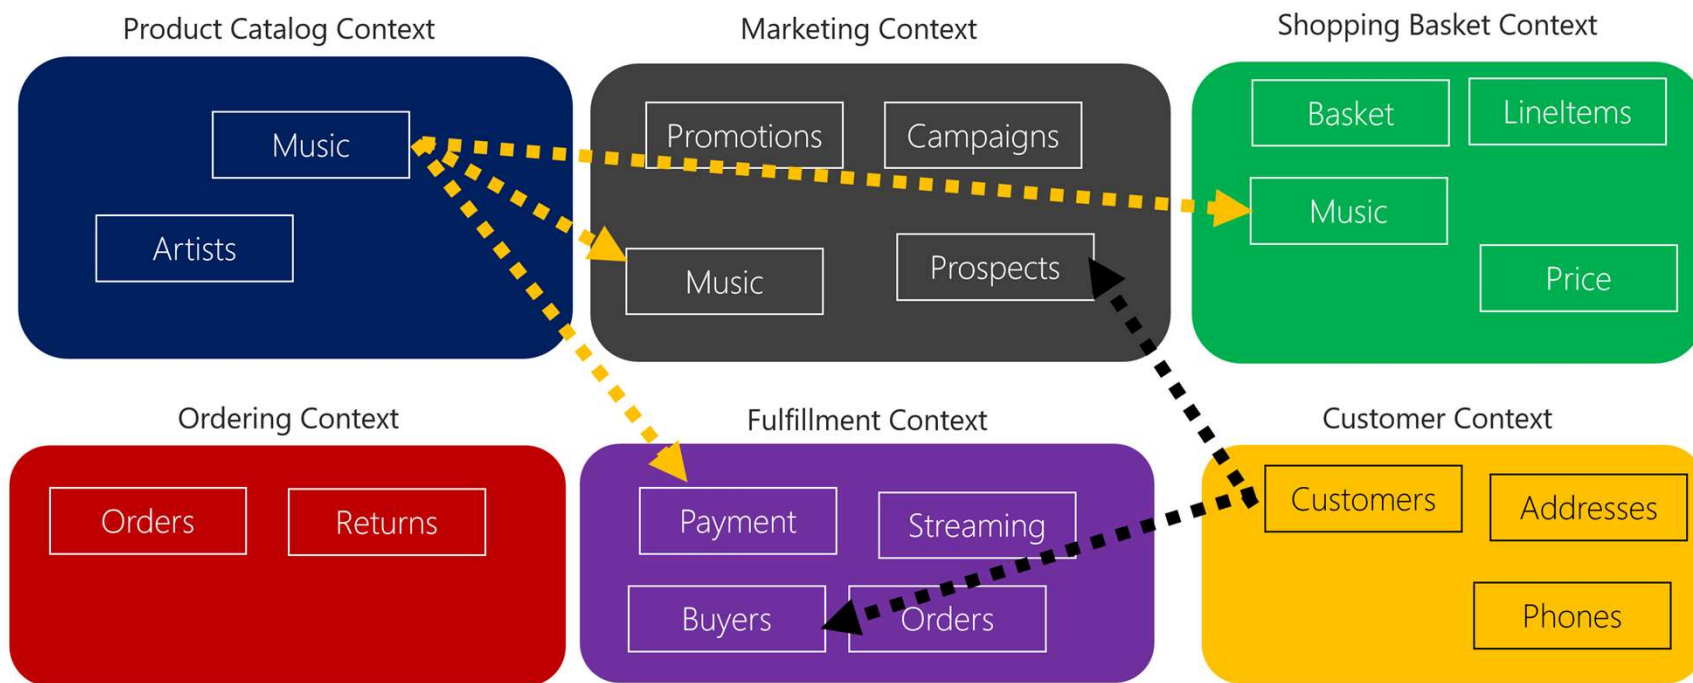 Product Catalog Context
Music
Artists
Marketing Context
Promotions
Campaigns
Music
Prospects
Shopping Basket Context
Basket
LineItems
Music
Price
Ordering Context
Orders
Returns
Fulfillment Context
Payment
Streaming
Buyers
Orders
Customer Context
Customers
Addresses
Phones